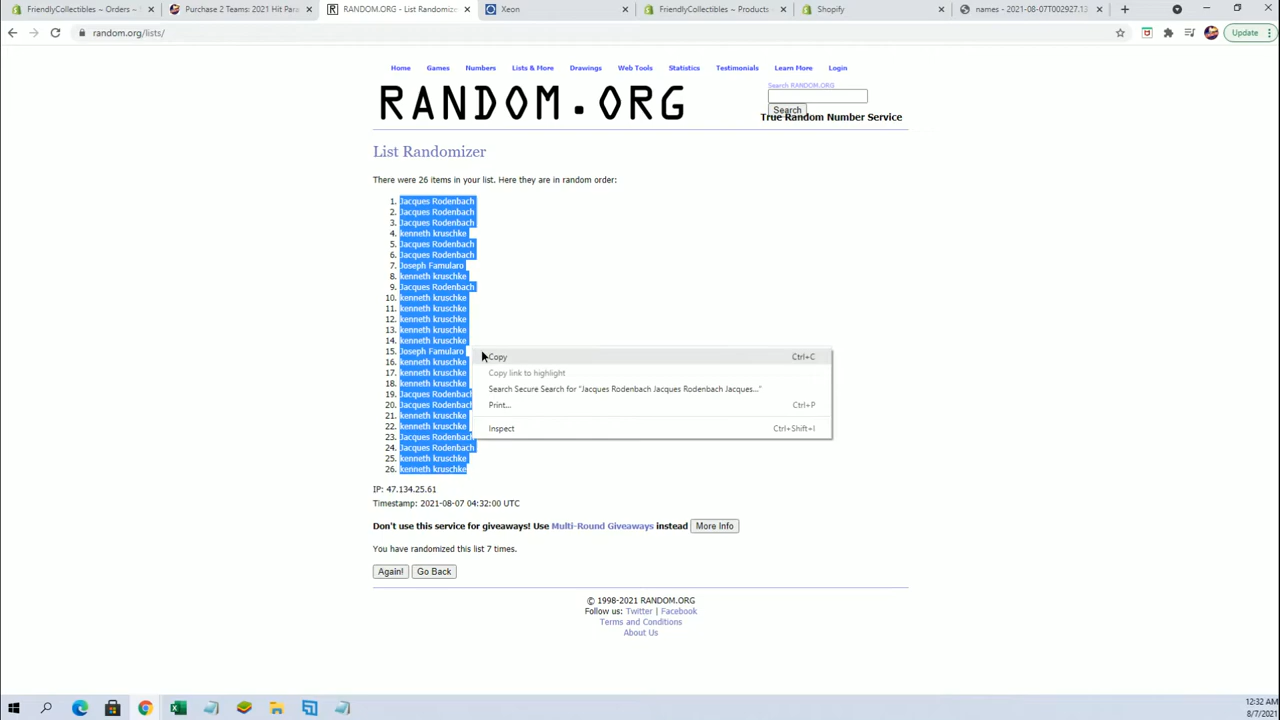 FriendlyCollectibles ~ Orders ~ S
Purchase 2 Teams: 2021 Hit Para
RANDOM.ORG - List Randomizer
Xeon
FriendlyCollectibles ~ Products
Shopify
names - 2021-08-07T002927.13
random.org/lists/
Update
Home Games Numbers Lists & More Drawings Web Tools Statistics Testimonials Learn More Login
RANDOM.ORG
Search RANDOM.ORG
Search
True Random Number Service
List Randomizer
There were 26 items in your list. Here they are in random order:
1. Jacques Rodenbach
2. Jacques Rodenbach
3. Jacques Rodenbach
4. kenneth kruschke
5. Jacques Rodenbach
6. Jacques Rodenbach
7. Joseph Famularo
8. kenneth kruschke
9. Jacques Rodenbach
10. kenneth kruschke
11. kenneth kruschke
12. kenneth kruschke
13. kenneth kruschke
14. kenneth kruschke
15. Joseph Famularo
16. kenneth kruschke
17. kenneth kruschke
18. kenneth kruschke
19. Jacques Rodenbach
20. Jacques Rodenbach
21. kenneth kruschke
22. kenneth kruschke
23. Jacques Rodenbach
24. Jacques Rodenbach
25. kenneth kruschke
26. kenneth kruschke
Copy Ctrl+C
Copy link to highlight
Search Secure Search for "Jacques Rodenbach Jacques Rodenbach Jacques..."
Print... Ctrl+P
Inspect Ctrl+Shift+I
IP: 47.134.25.61
Timestamp: 2021-08-07 04:32:00 UTC
Don't use this service for giveaways! Use Multi-Round Giveaways instead More Info
You have randomized this list 7 times.
Again! Go Back
© 1998-2021 RANDOM.ORG
Follow us: Twitter | Facebook
Terms and Conditions
About Us
12:32 AM
8/7/2021